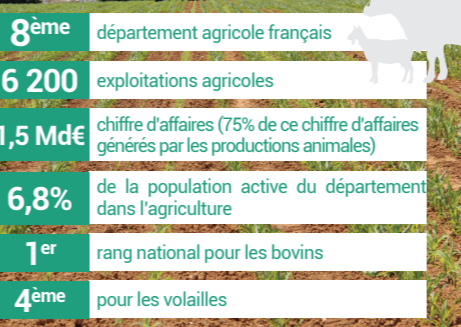 8ème département agricole français
6 200 exploitations agricoles
1,5 Md€ chiffre d'affaires (75% de ce chiffre d'affaires
générés par les productions animales)
6,8% de la population active du département
dans l'agriculture
1er rang national pour les bovins
4ème pour les volailles